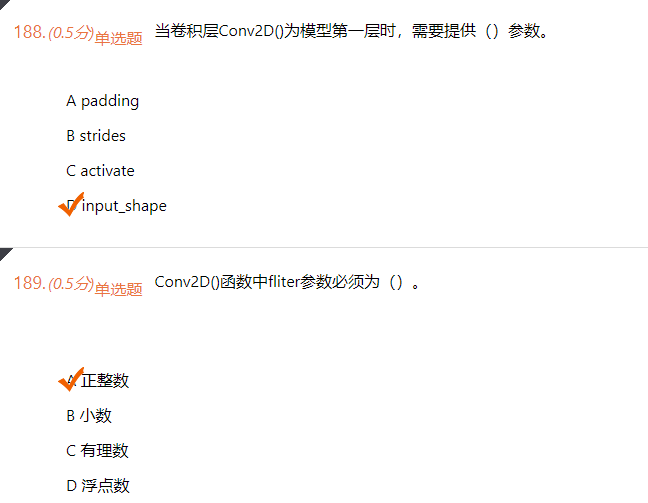 188.(0.5分)单选题 当卷积层Conv2D()为模型第一层时，需要提供（）参数。
A padding
B strides
C activate
D input_shape
189.(0.5分)单选题 Conv2D()函数中fliter参数必须为（）。
A 正整数
B 小数
C 有理数
D 浮点数